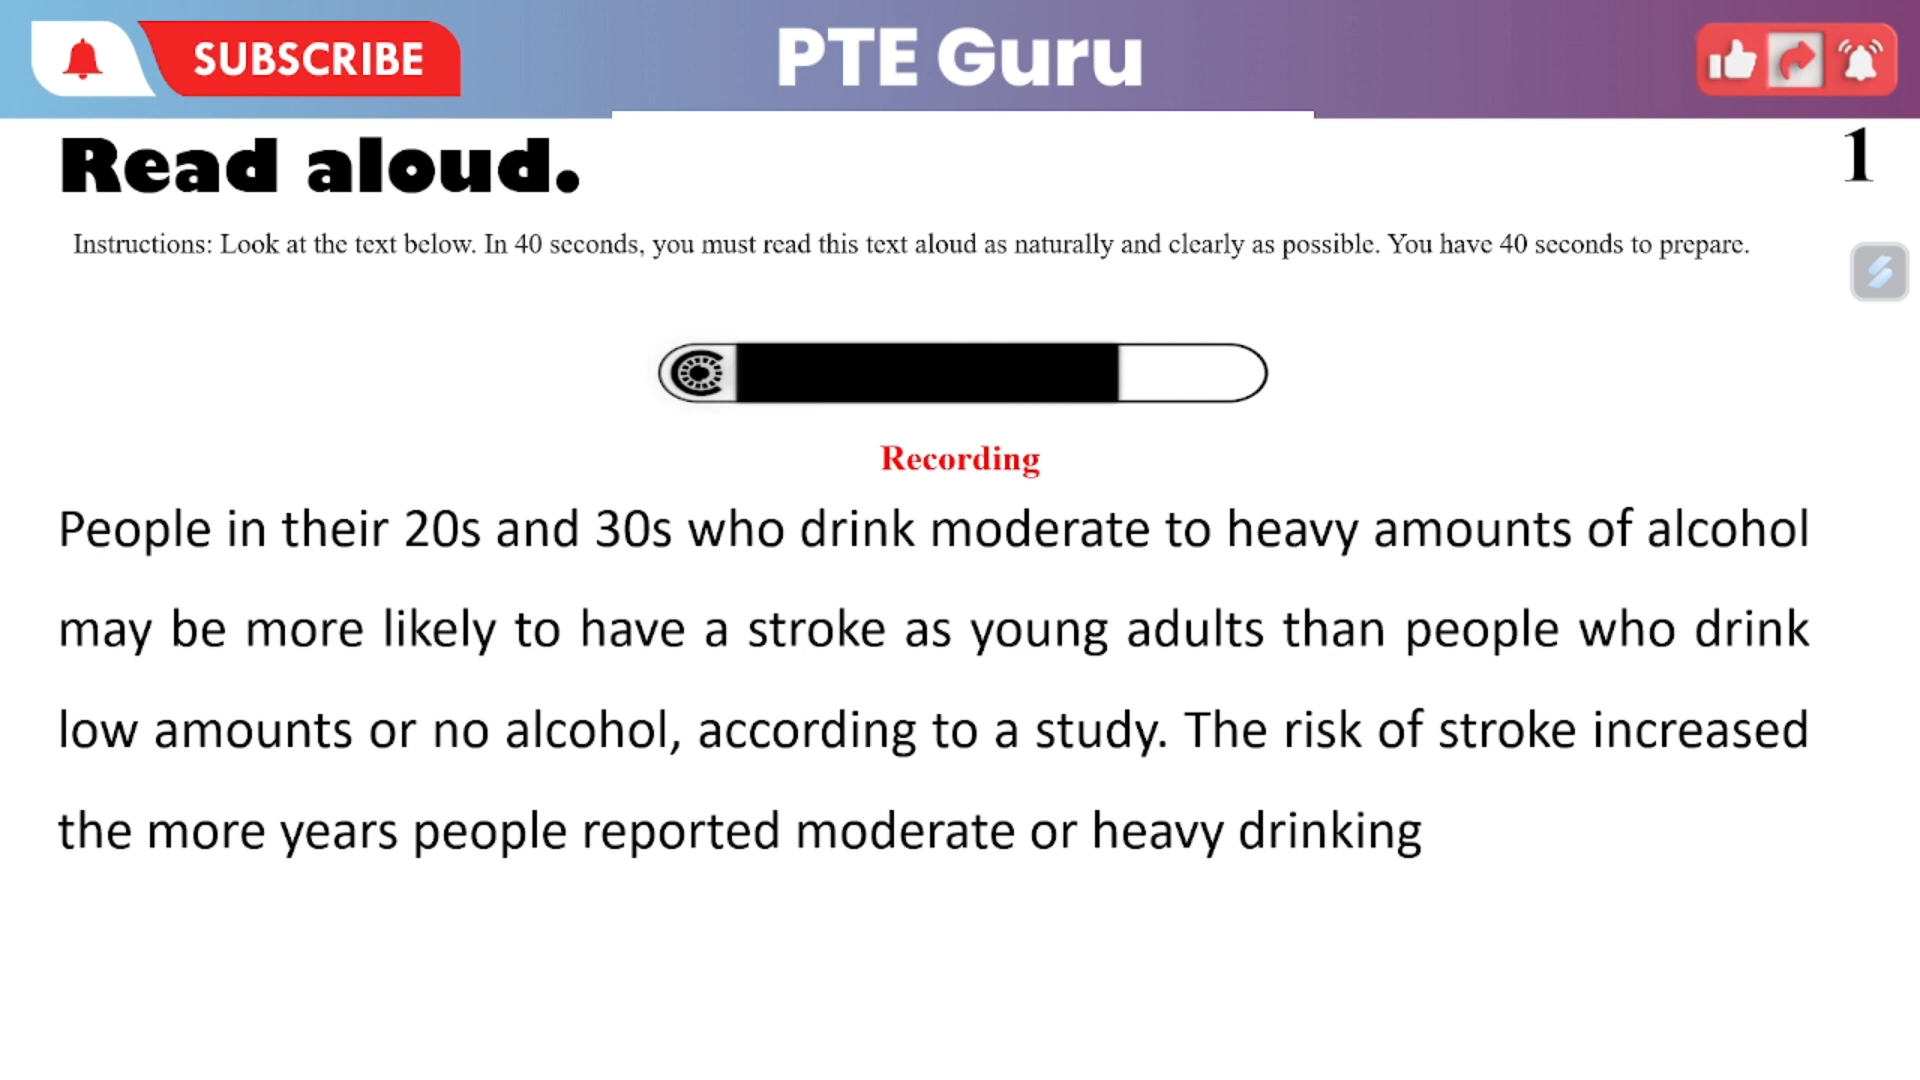 SUBSCRIBE
PTE Guru
Read aloud.
1
Instructions: Look at the text below. In 40 seconds, you must read this text aloud as naturally and clearly as possible. You have 40 seconds to prepare.
Recording
People in their 20s and 30s who drink moderate to heavy amounts of alcohol
may be more likely to have a stroke as young adults than people who drink
low amounts or no alcohol, according to a study. The risk of stroke increased
the more years people reported moderate or heavy drinking